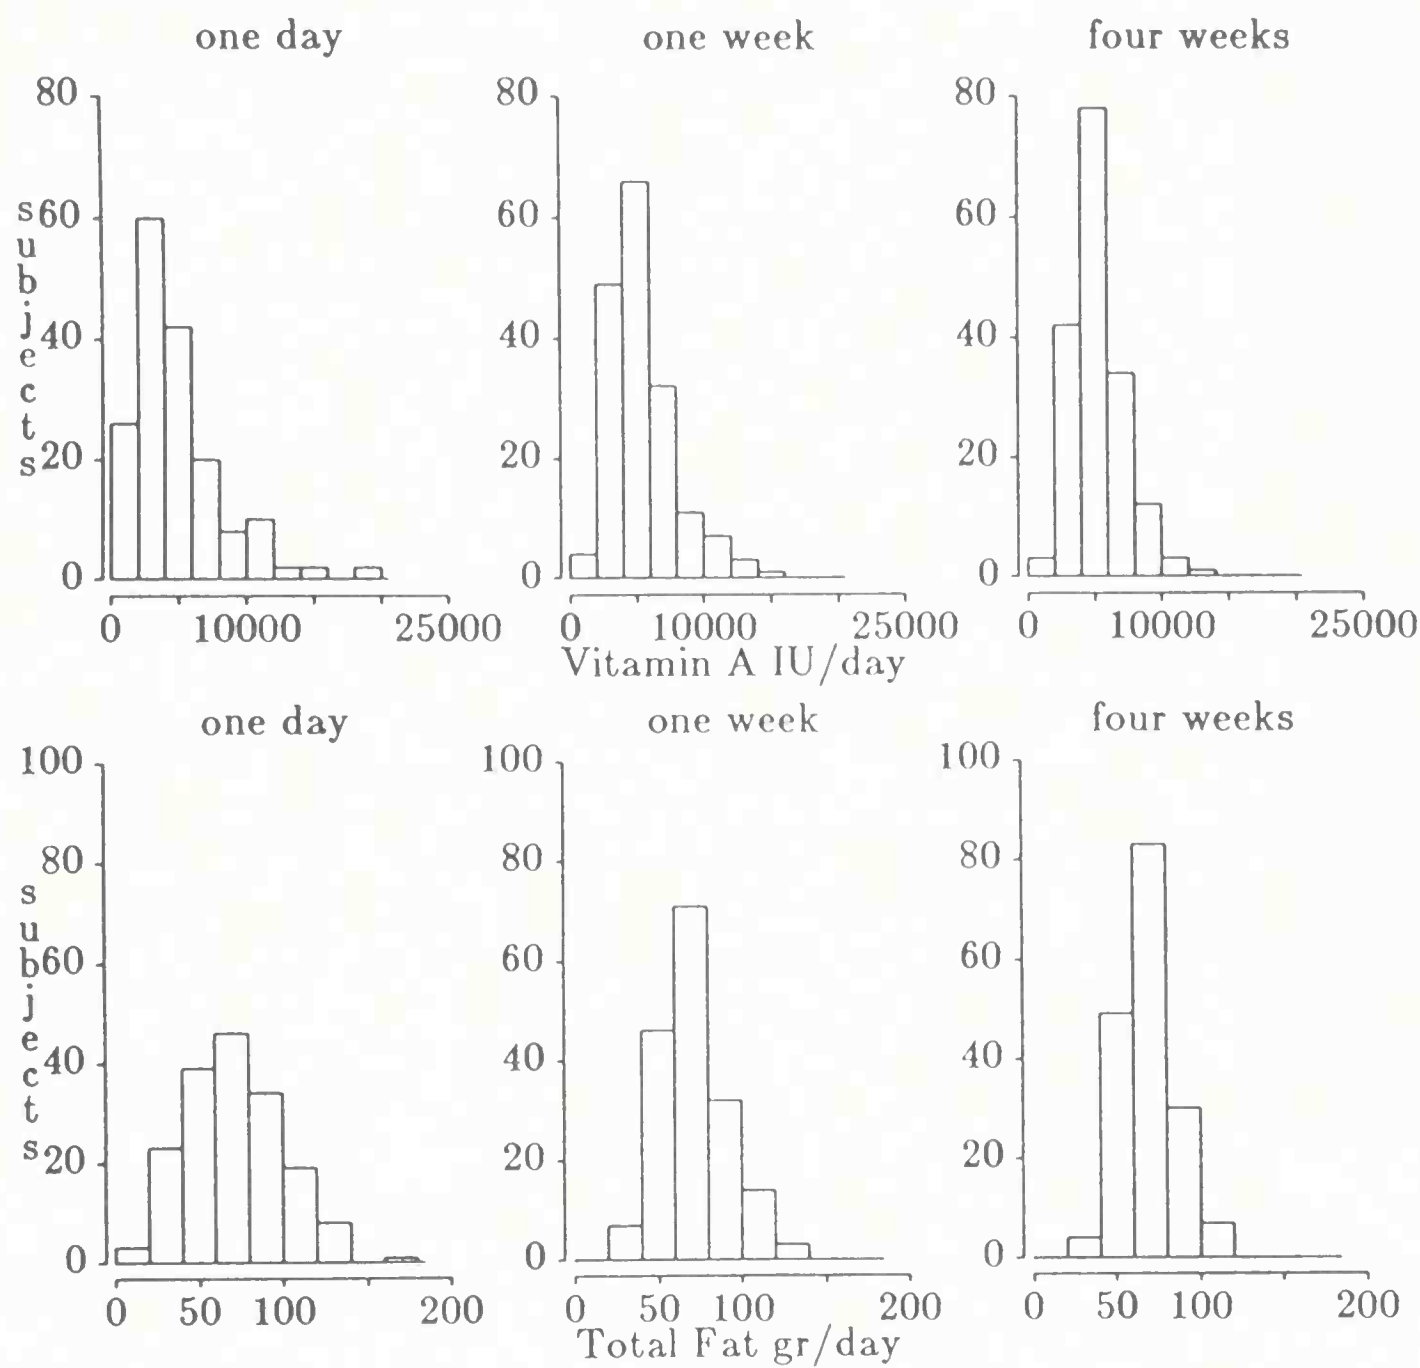 one day one week four weeks
80 80 80
60 60 60
40 40 40
20 20 20
0 0 0
subjects
0 10000 25000 0 10000 25000 0 10000 25000
Vitamin A IU/day
one day one week four weeks
100 100 100
80 80 80
60 60 60
40 40 40
20 20 20
0 0 0
subjects
0 50 100 200 0 50 100 200 0 50 100 200
Total Fat gr/day